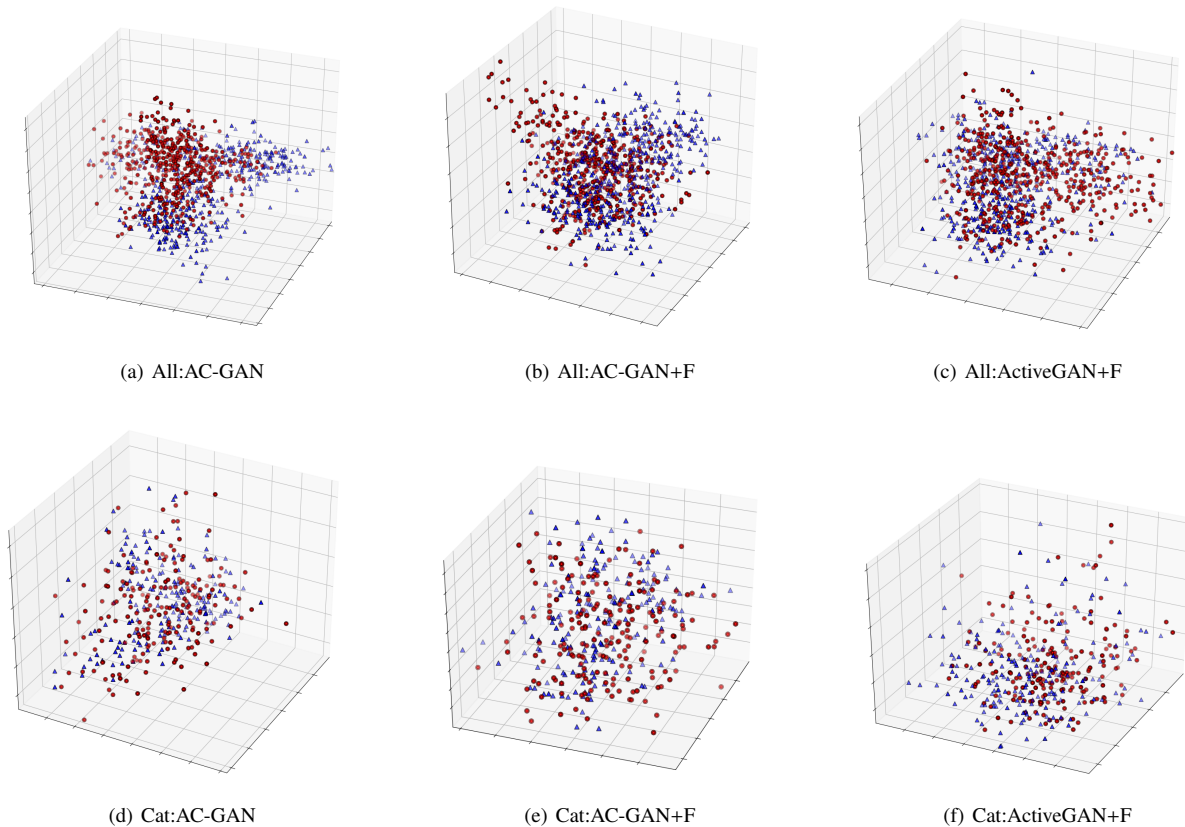 (a) All:AC-GAN
(b) All:AC-GAN+F
(c) All:ActiveGAN+F
(d) Cat:AC-GAN
(e) Cat:AC-GAN+F
(f) Cat:ActiveGAN+F